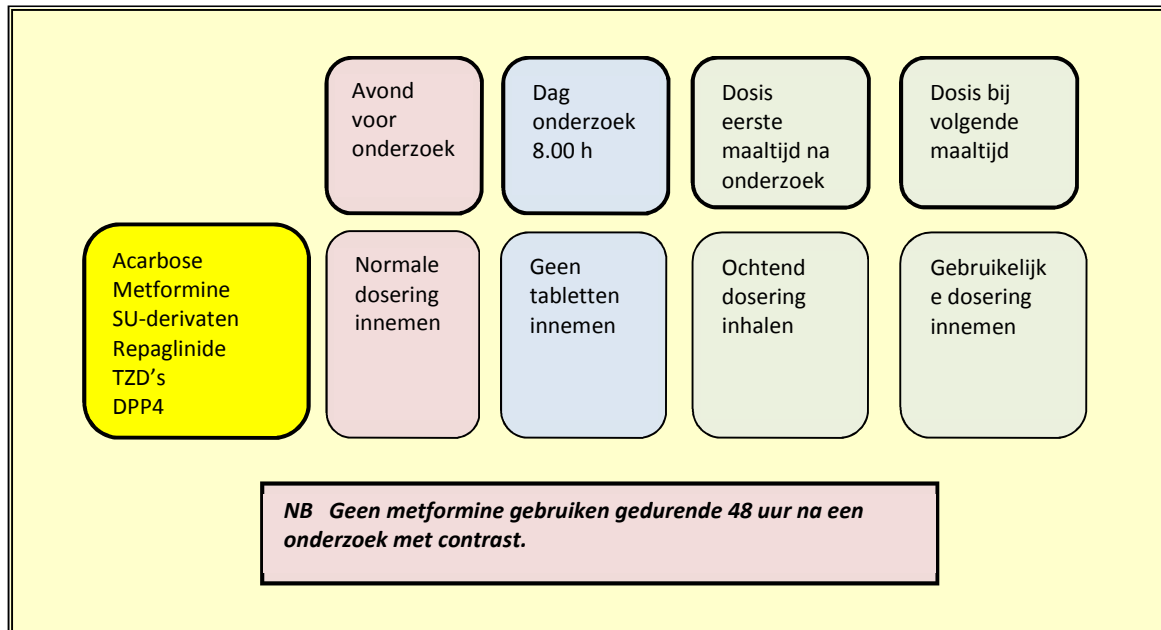 Avond
voor
onderzoek
Dag
onderzoek
8.00 h
Dosis
eerste
maaltijd na
onderzoek
Dosis bij
volgende
maaltijd
Acarbose
Metformine
SU-derivaten
Repaglinide
TZD’s
DPP4
Normale
dosering
innemen
Geen
tabletten
innemen
Ochtend
dosering
inhalen
Gebruikelijk
e dosering
innemen
NB Geen metformine gebruiken gedurende 48 uur na een
onderzoek met contrast.